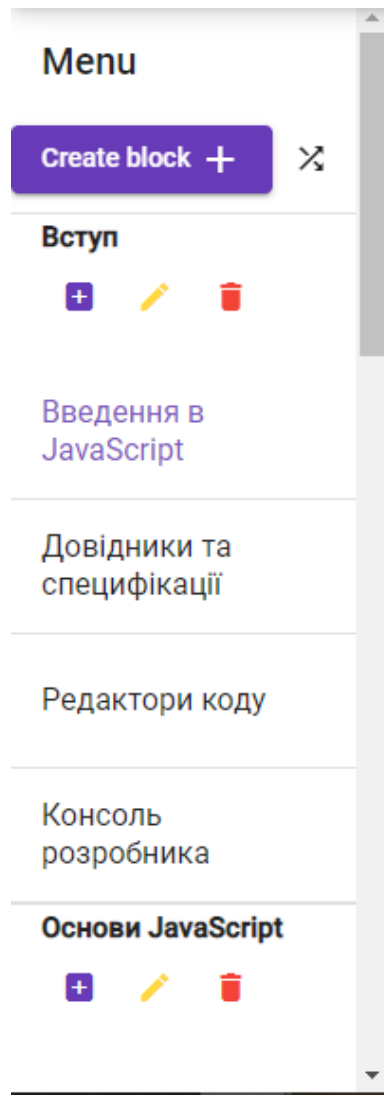 Menu
Create block
Вступ
Введення в
JavaScript
Довідники та
специфікації
Редактори коду
Консоль
розробника
Основи JavaScript